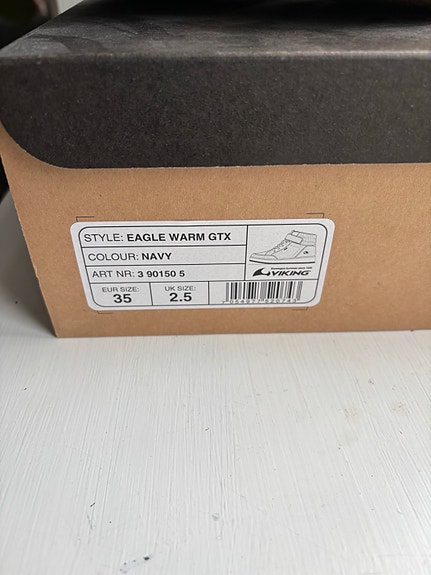 STYLE: EAGLE WARM GTX
COLOUR: NAVY
ART NR: 3 90150 5
VIKING
EUR SIZE:
35
UK SIZE:
2.5